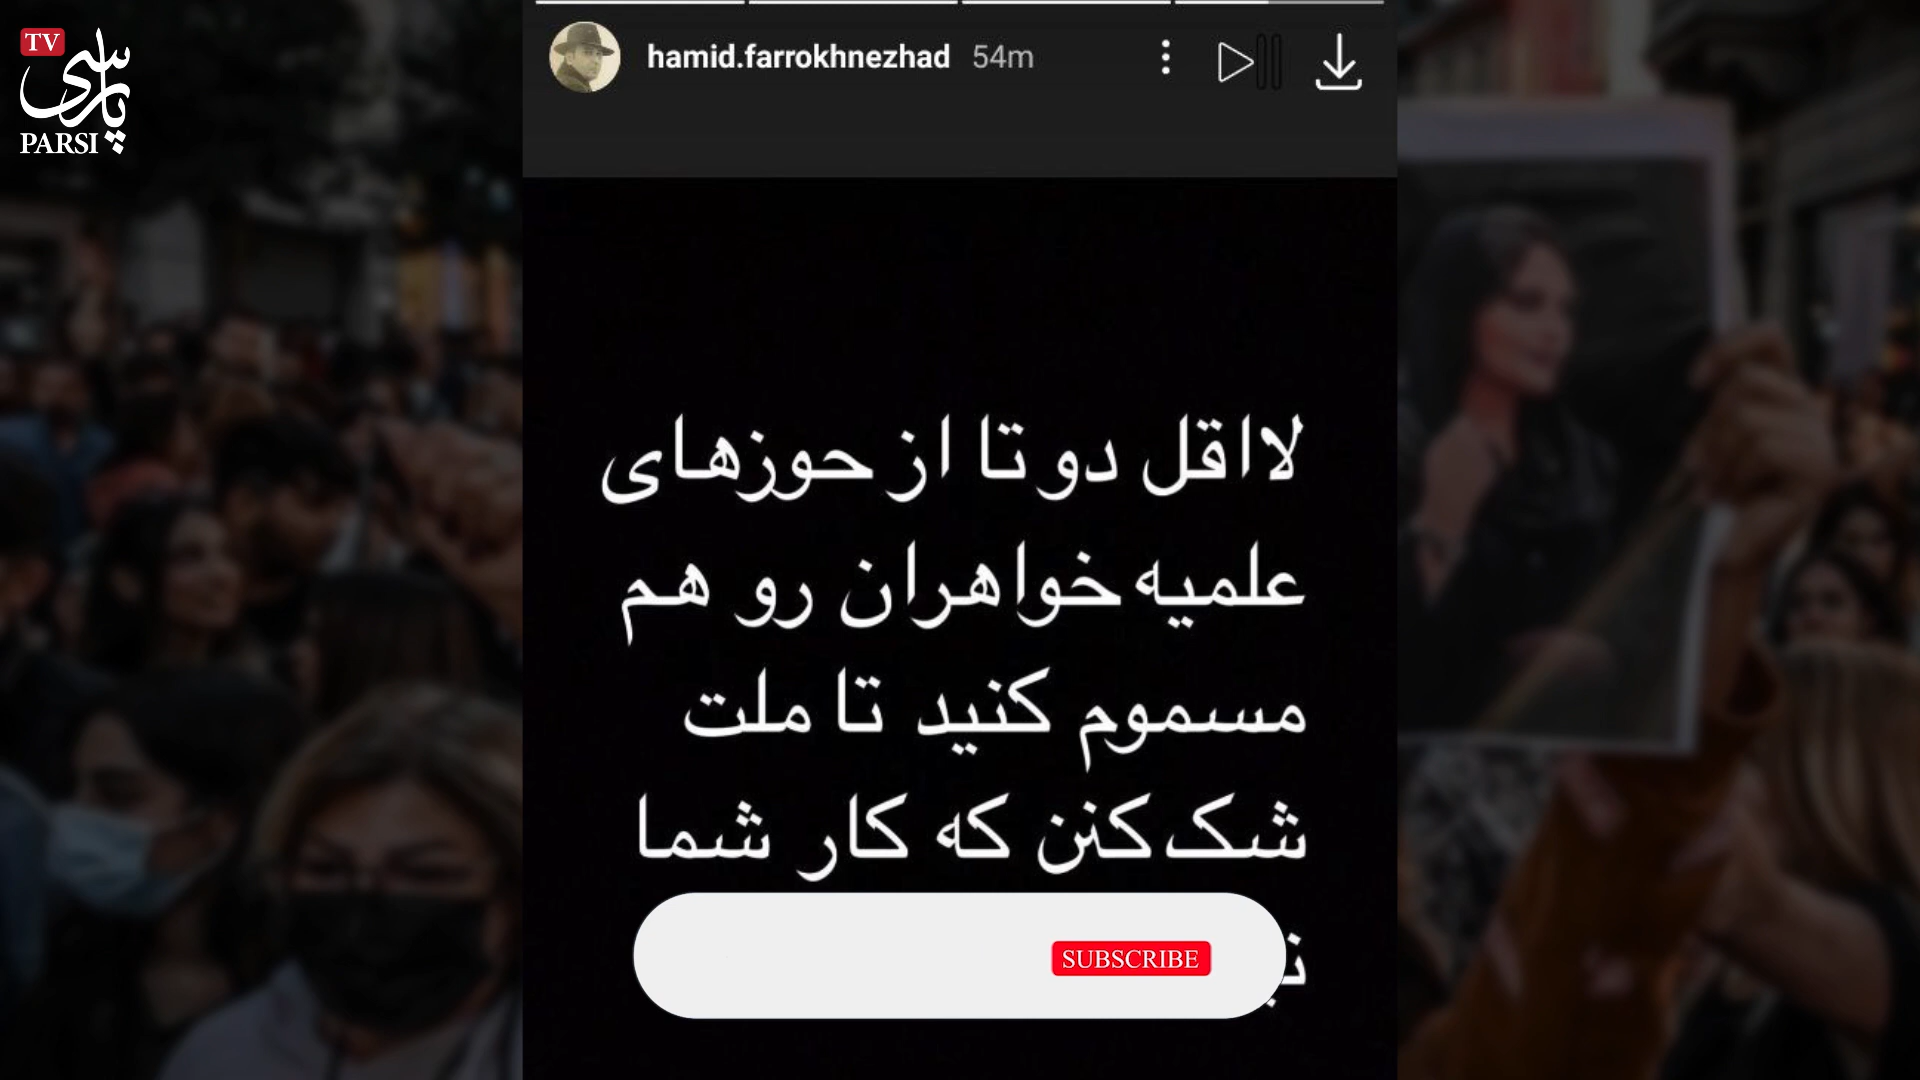 TV
پارسی
PARSI
hamid.farrokhnezhad 54m
لااقل دو تا از حوزهای
علمیه خواهران رو هم
مسموم کنید تا ملت
شک کنن که کار شما
SUBSCRIBE